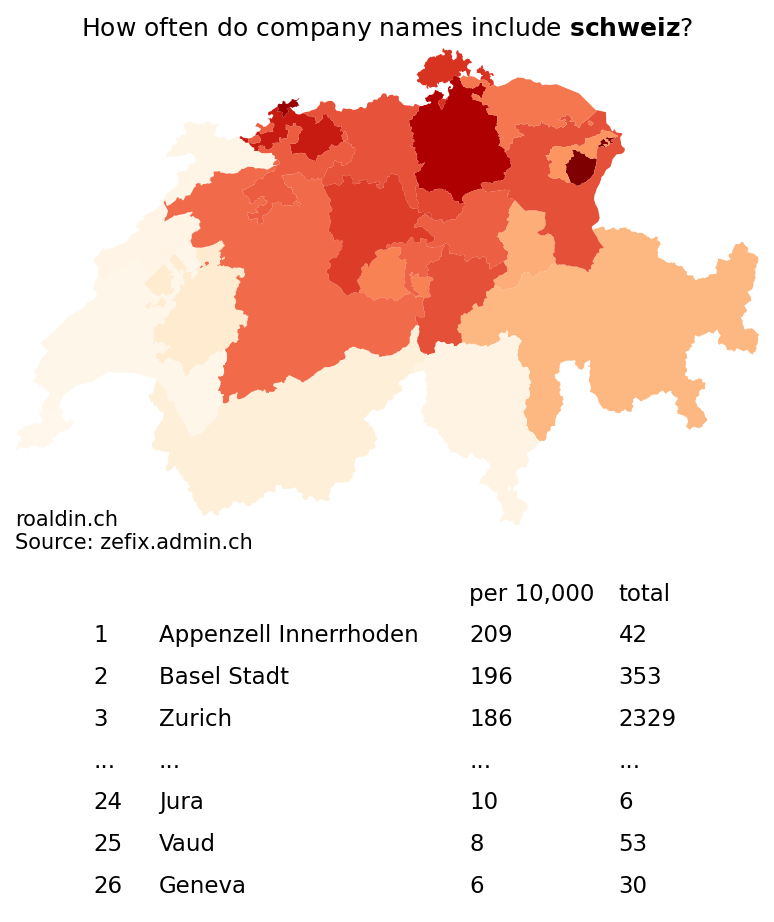 How often do company names include schweiz?
roaldin.ch
Source: zefix.admin.ch
per 10,000 total
1 Appenzell Innerrhoden 209 42
2 Basel Stadt 196 353
3 Zurich 186 2329
... ... ... ...
24 Jura 10 6
25 Vaud 8 53
26 Geneva 6 30